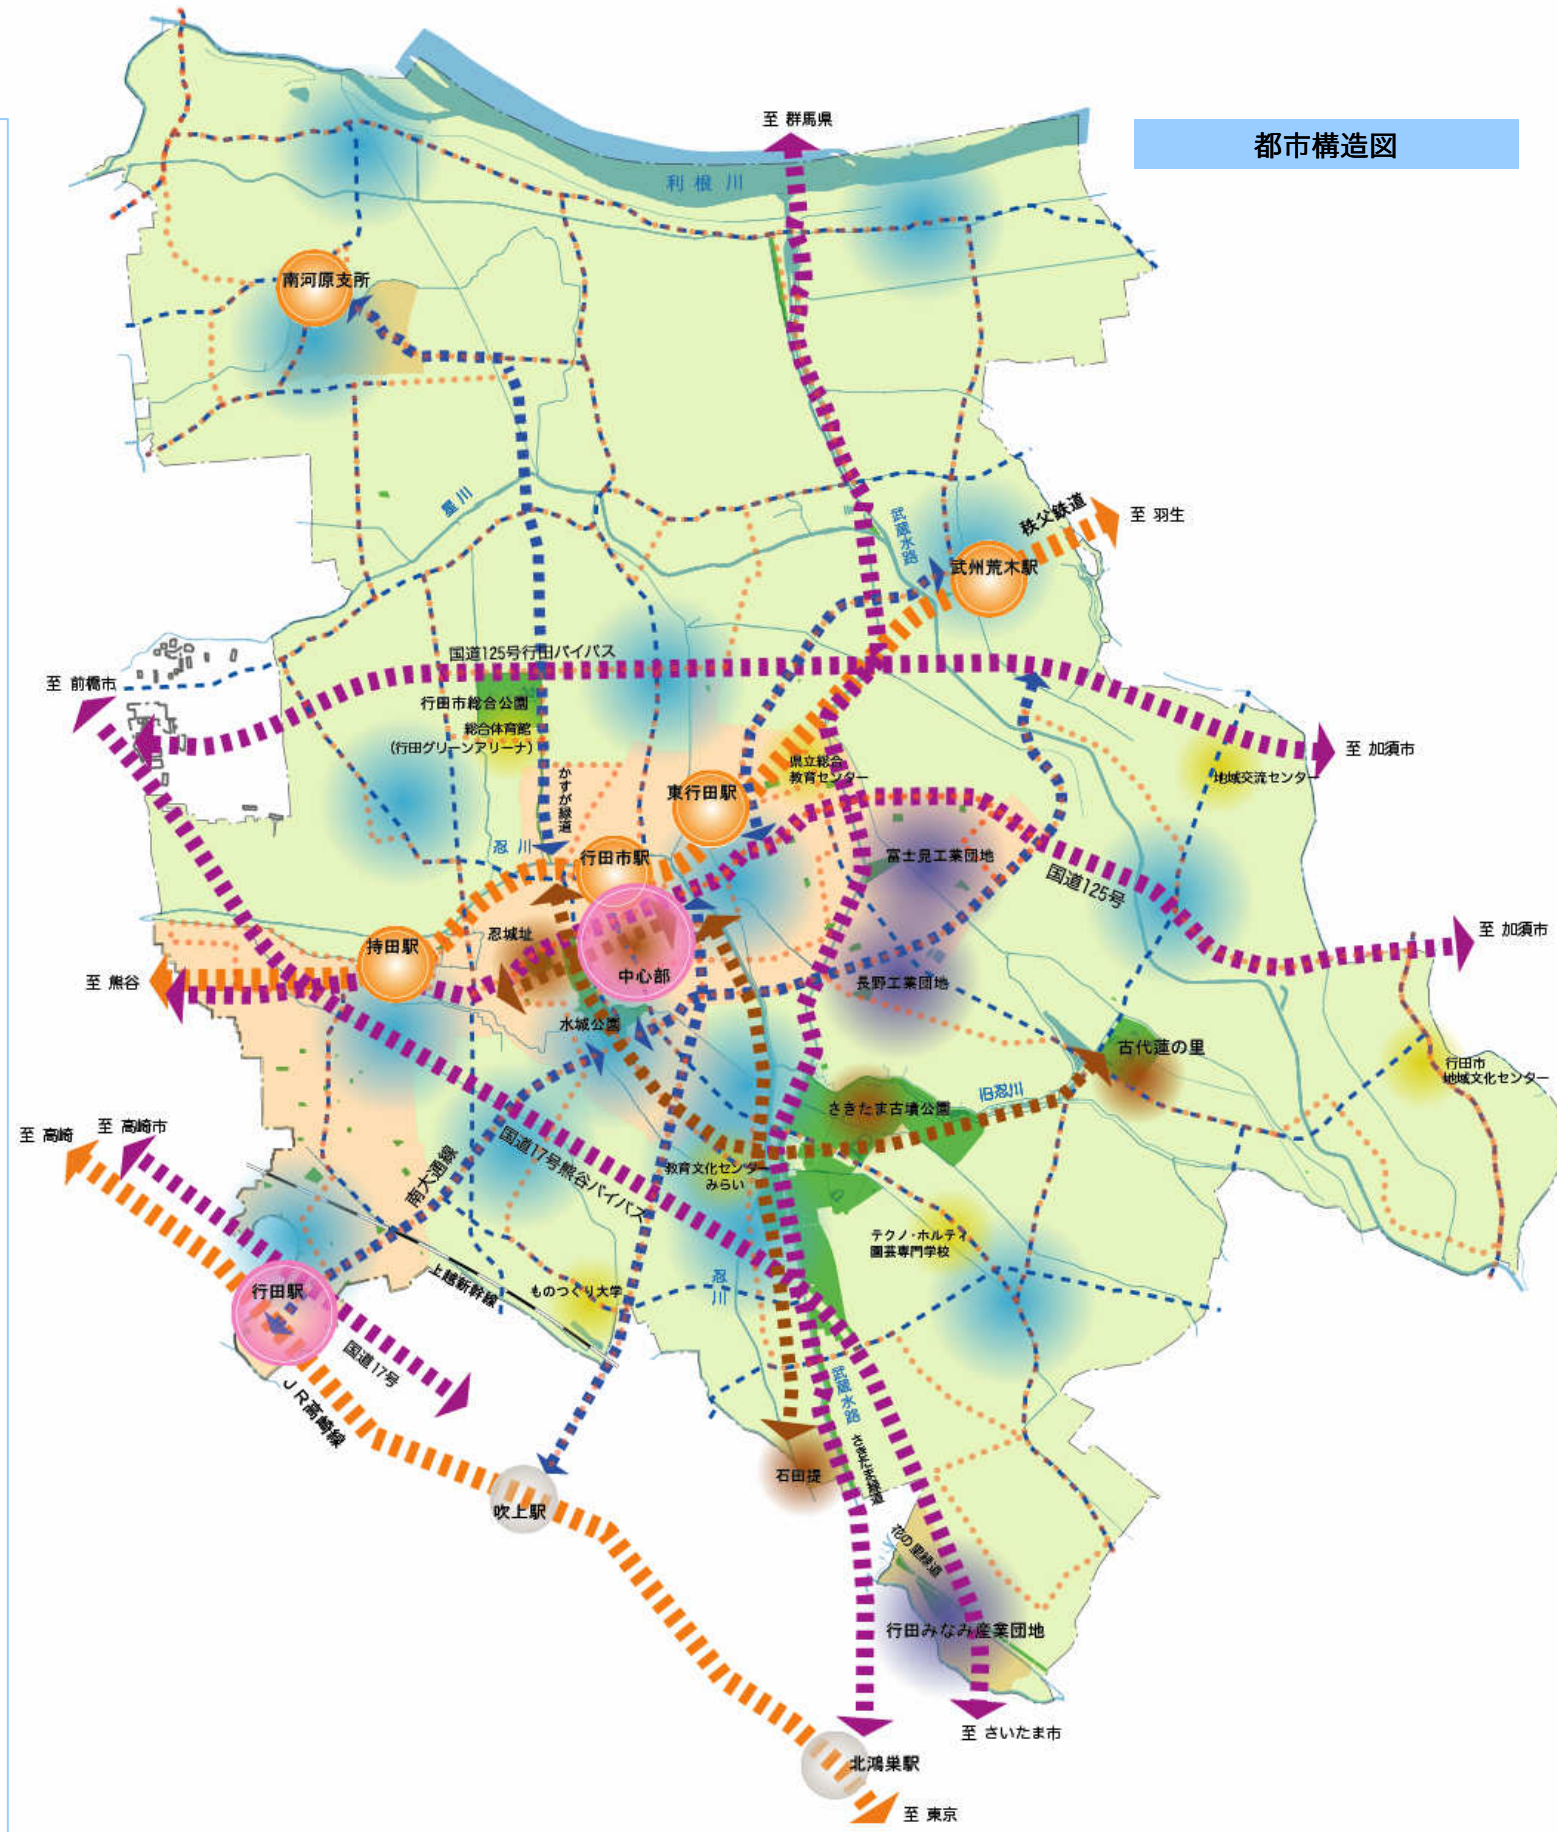 都市構造図
至 群馬県
利根川
南河原支所
星川
武蔵水路
秩父鉄道
至 羽生
武州荒木駅
国道125号行田バイパス
至 前橋市
行田市総合公園
総合体育館
(行田グリーンアリーナ)
県立総合
教育センター
至 加須市
地域交流センター
かすが緑道
東行田駅
忍川
行田市駅
富士見工業団地
国道125号
持田駅
忍城址
中心部
至 加須市
至 熊谷
長野工業団地
水城公園
古代蓮の里
行田市
地域文化センター
旧忍川
さきたま古墳公園
至 高崎
至 高崎市
国道17号熊谷バイパス
南大通線
教育文化センター
みらい
テクノ・ホルティ
園芸専門学校
上越新幹線
ものつくり大学
忍川
行田駅
国道17号
JR高崎線
武蔵水路
さきたま緑道
石田堤
吹上駅
花の里緑道
行田みなみ産業団地
至 さいたま市
北鴻巣駅
至 東京